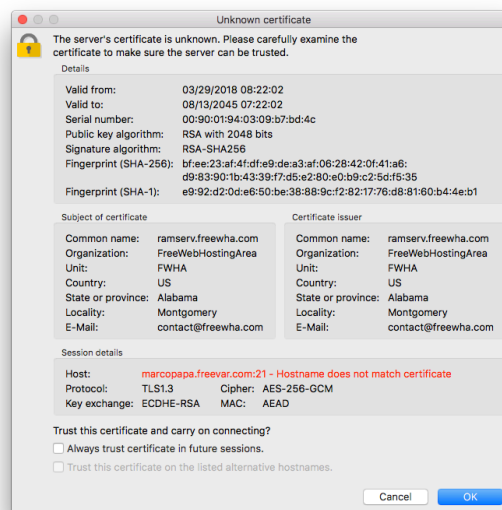 Unknown certificate
The server's certificate is unknown. Please carefully examine the
certificate to make sure the server can be trusted.
Details
Valid from: 03/29/2018 08:22:02
Valid to: 08/13/2045 07:22:02
Serial number: 00:90:01:94:03:09:b7:bd:4c
Public key algorithm: RSA with 2048 bits
Signature algorithm: RSA-SHA256
Fingerprint (SHA-256): bf:ee:23:af:4f:df:e9:de:a3:af:06:28:42:0f:41:a6:
d9:83:90:1b:43:39:f7:d5:e2:80:e0:b9:c2:5d:f5:35
Fingerprint (SHA-1): e9:92:d2:0d:e6:50:be:38:88:9c:f2:82:17:76:d8:81:60:b4:4e:b1
Subject of certificate
Common name: ramserv.freewha.com
Organization: FreeWebHostingArea
Unit: FWHA
Country: US
State or province: Alabama
Locality: Montgomery
E-Mail: contact@freewha.com
Certificate issuer
Common name: ramserv.freewha.com
Organization: FreeWebHostingArea
Unit: FWHA
Country: US
State or province: Alabama
Locality: Montgomery
E-Mail: contact@freewha.com
Session details
Host: marcopapa.freevar.com:21 - Hostname does not match certificate
Protocol: TLS1.3 Cipher: AES-256-GCM
Key exchange: ECDHE-RSA MAC: AEAD
Trust this certificate and carry on connecting?
Always trust certificate in future sessions.
Trust this certificate on the listed alternative hostnames.
Cancel OK